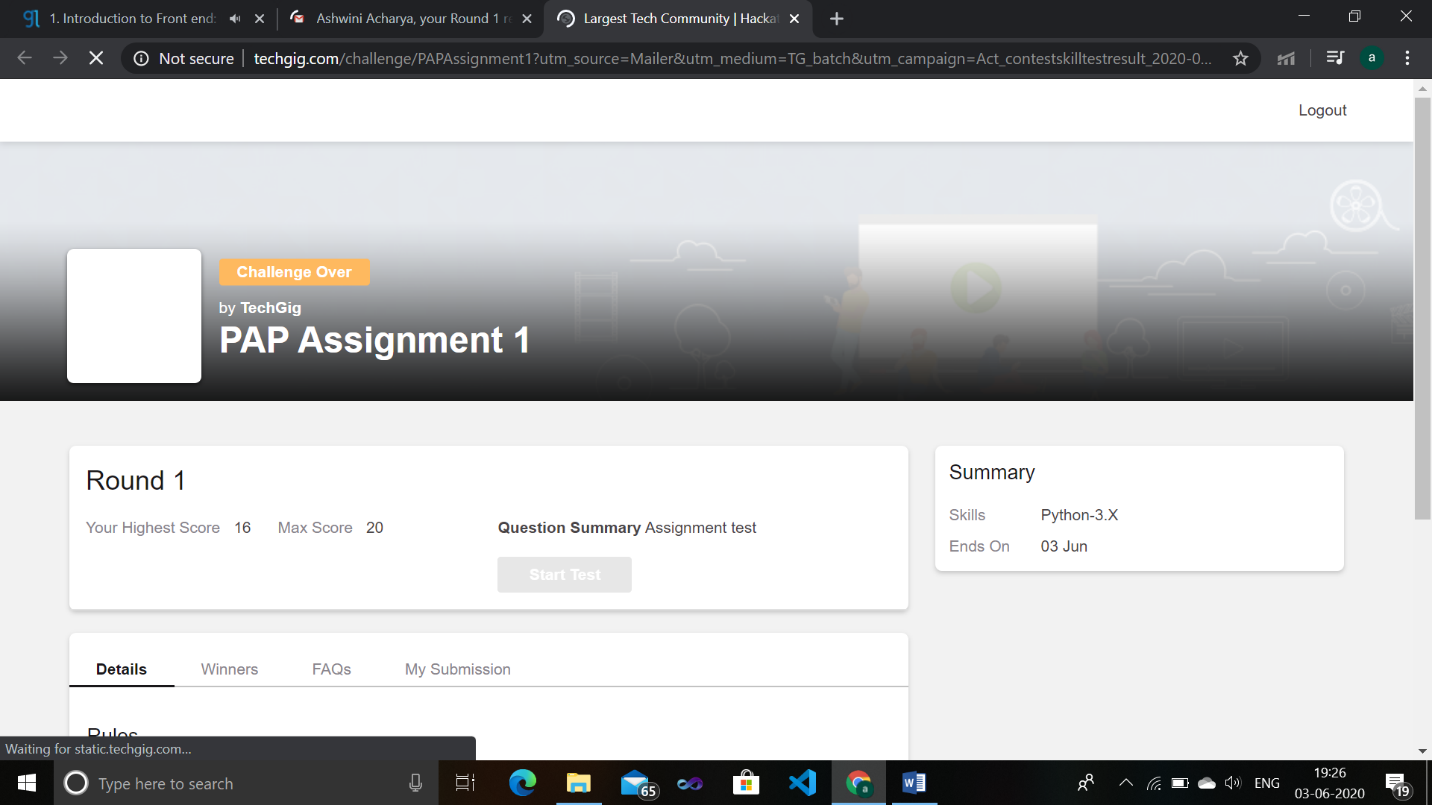 1. Introduction to Front end:
Ashwini Acharya, your Round 1 re
Largest Tech Community | Hackat
Not secure
techgig.com/challenge/PAPAssignment1?utm_source=Mailer&utm_medium=TG_batch&utm_campaign=Act_contestskilltestresult_2020-0...
a
Logout
Challenge Over
by TechGig
PAP Assignment 1
Round 1
Your Highest Score 16 Max Score 20
Question Summary Assignment test
Start Test
Summary
Skills Python-3.X
Ends On 03 Jun
Details Winners FAQs My Submission
Rules
Waiting for static.techgig.com...
Type here to search
65
a
ENG
19:26
03-06-2020
19